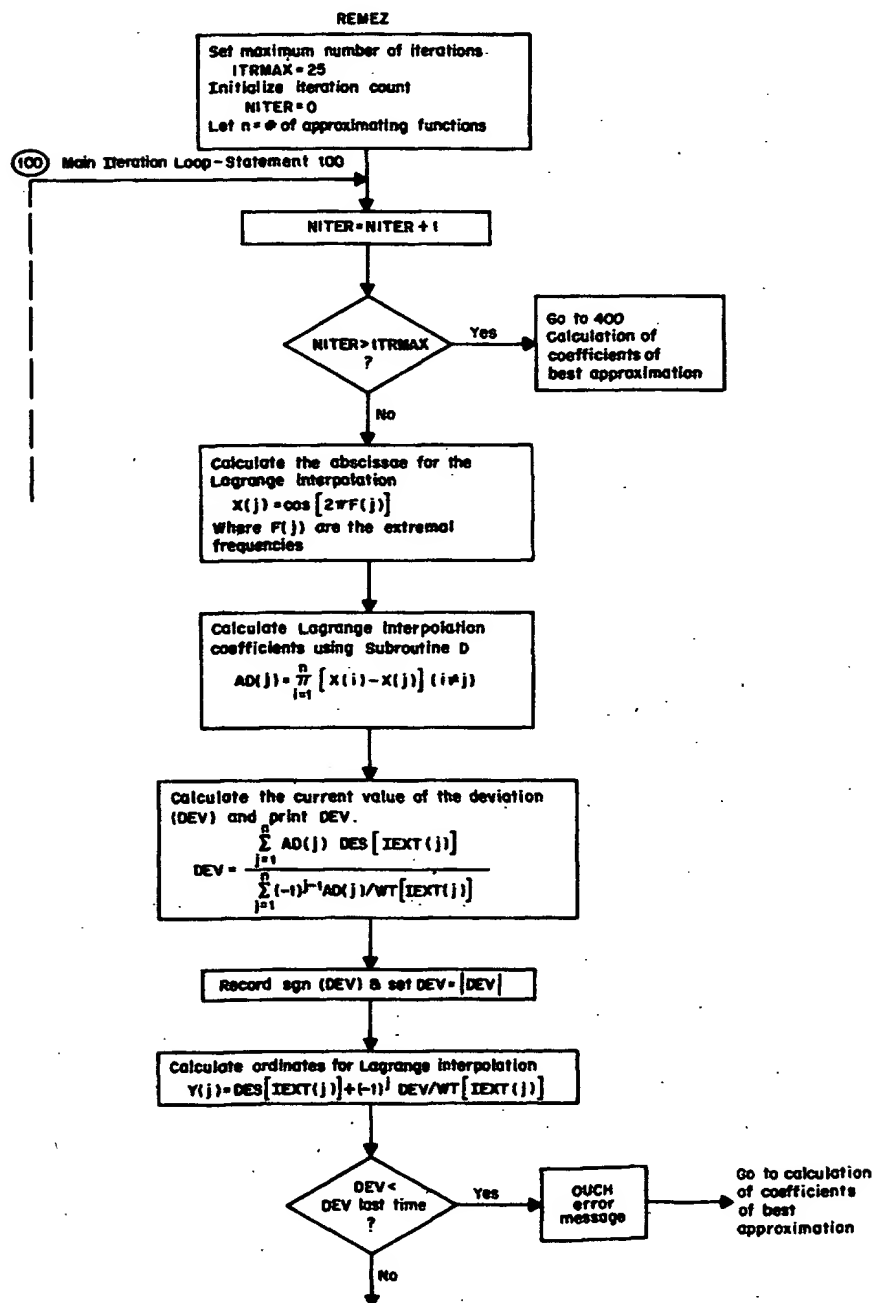 REMEZ
Set maximum number of iterations
ITRMAX=25
Initialize iteration count
NITER=0
Let n=# of approximating functions
100 Main Iteration Loop-Statement 100
NITER=NITER+1
NITER>ITRMAX
?
Yes
Go to 400
Calculation of
coefficients of
best approximation
No
Calculate the abscissae for the
Lagrange interpolation
X(j)=cos[2πF(j)]
Where F(j) are the extremal
frequencies
Calculate Lagrange interpolation
coefficients using Subroutine D
n
AD(j)= π [X(i)-X(j)] (i≠j)
i=1
Calculate the current value of the deviation
(DEV) and print DEV.
n
Σ AD(j) DES[IEXT(j)]
j=1
DEV=
n
Σ (-1)^j-1 AD(j)/WT[IEXT(j)]
j=1
Record sgn (DEV) & set DEV=|DEV|
Calculate ordinates for Lagrange interpolation
Y(j)=DES[IEXT(j)]+(-1)^j DEV/WT[IEXT(j)]
DEV<
DEV last time
?
Yes
OUCH
error
message
Go to calculation
of coefficients
of best
approximation
No